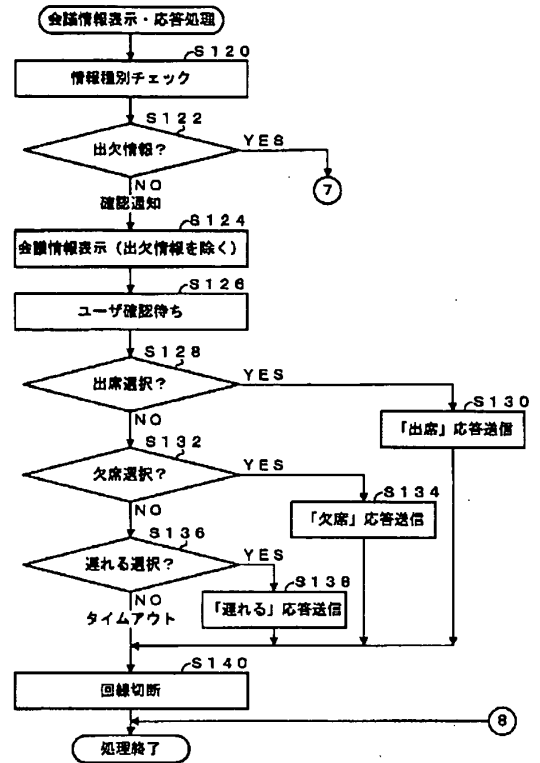 会議情報表示・応答処理
S120
情報種別チェック
S122
出欠情報？
YES
7
NO
確認通知
S124
会議情報表示（出欠情報を除く）
S126
ユーザ確認待ち
S128
出席選択？
YES
S130
「出席」応答送信
NO
S132
欠席選択？
YES
S134
「欠席」応答送信
NO
S136
遅れる選択？
YES
S138
「遅れる」応答送信
NO
タイムアウト
S140
回線切断
8
処理終了